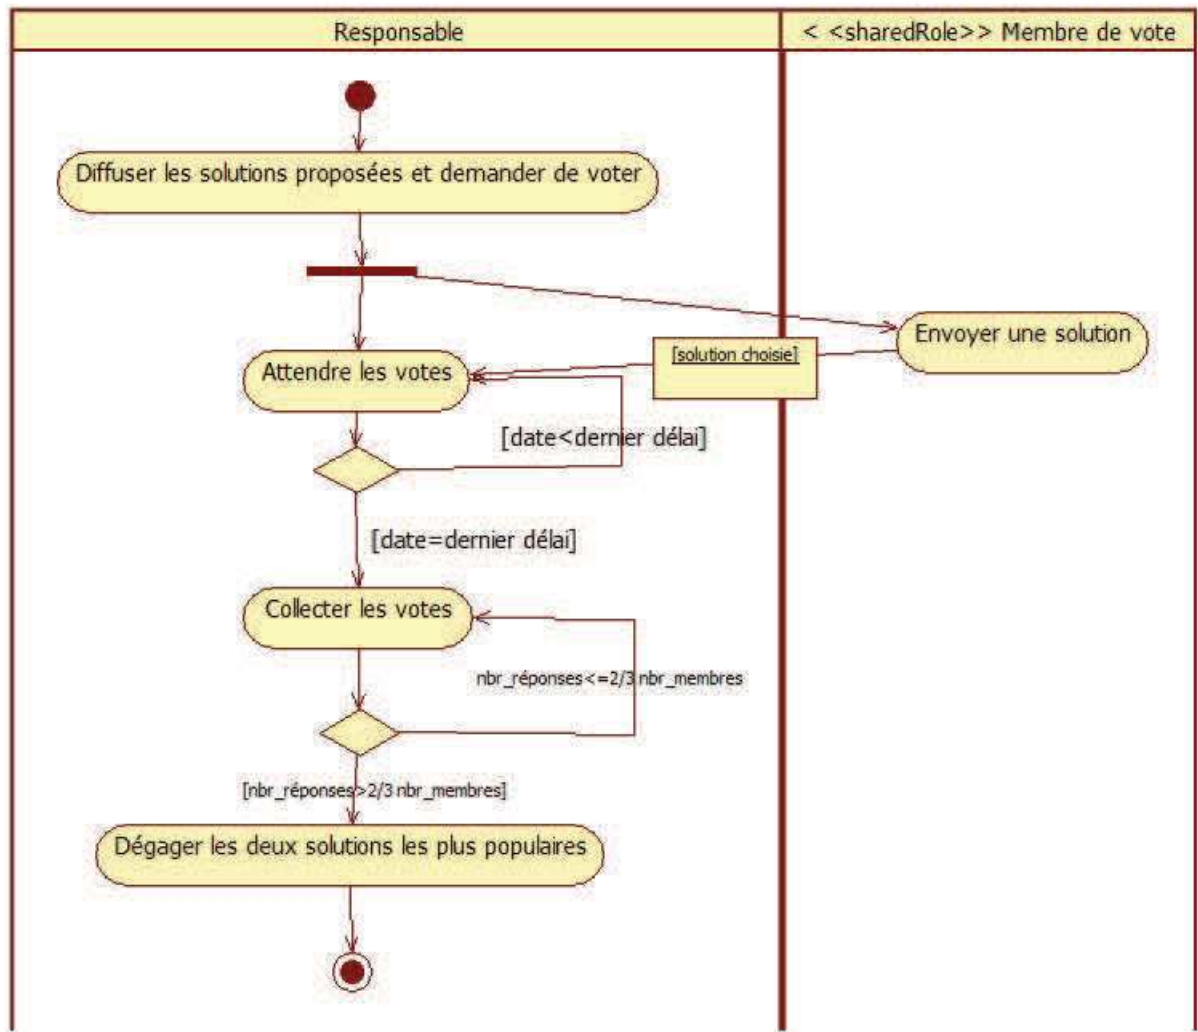 Responsable
< <sharedRole>> Membre de vote
Diffuser les solutions proposées et demander de voter
Envoyer une solution
[solution choisie]
Attendre les votes
[date<dernier délai]
[date=dernier délai]
Collecter les votes
nbr_réponses<=2/3 nbr_membres
[nbr_réponses>2/3 nbr_membres]
Dégager les deux solutions les plus populaires